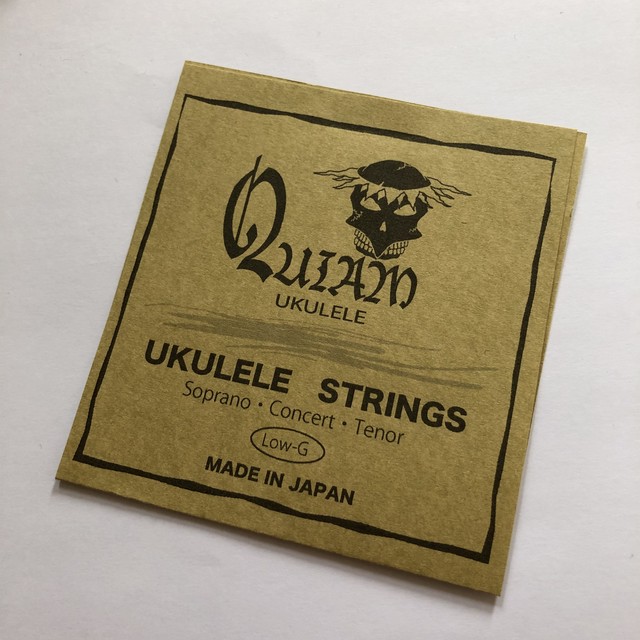 QUIAM
UKULELE
UKULELE STRINGS
Soprano・Concert・Tenor
Low-G
MADE IN JAPAN